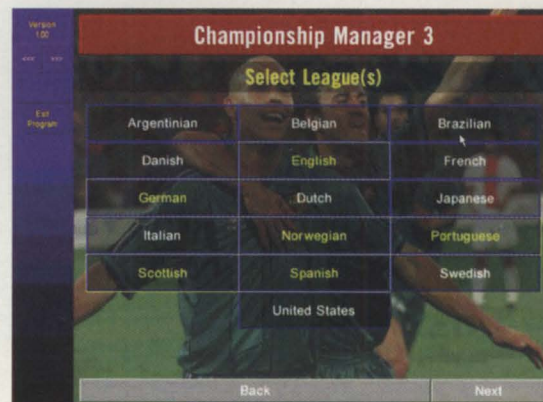 Version
1.00
<<< >>>
Exit
Program
Championship Manager 3
Select League(s)
Argentinian Belgian Brazilian
Danish English French
German Dutch Japanese
Italian Norwegian Portuguese
Scottish Spanish Swedish
United States
Back Next